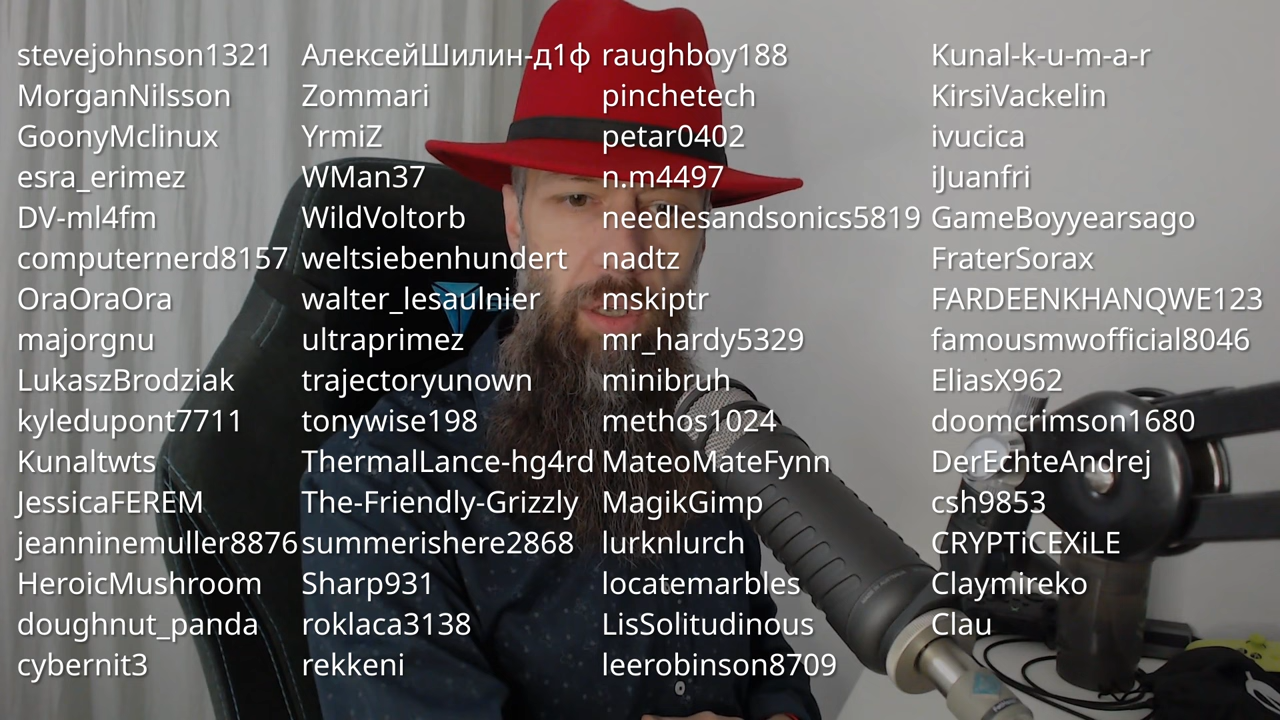 stevejohnson1321
MorganNilsson
GoonyMclinux
esra_erimez
DV-ml4fm
computernerd8157
OraOraOra
majorgnu
LukaszBrodziak
kyledupont7711
Kunaltwts
JessicaFEREM
jeanninemuller8876
HeroicMushroom
doughnut_panda
cybernit3
АлексейШилин-д1ф
Zommari
YrmiZ
WMan37
WildVoltorb
weltsiebenhundert
walter_lesaulnier
ultraprimez
trajectoryunown
tonywise198
ThermalLance-hg4rd
The-Friendly-Grizzly
summerishere2868
Sharp931
roklaca3138
rekkeni
raughboy188
pinchetech
petar0402
n.m4497
needlesandsonics5819
nadtz
mskiptr
mr_hardy5329
minibruh
methos1024
MateoMateFynn
MagikGimp
lurknlurch
locatemarbles
LisSolitudinous
leerobinson8709
Kunal-k-u-m-a-r
KirsiVackelin
ivucica
iJuanfri
GameBoyyearsago
FraterSorax
FARDEENKHANQWE123
famousmwofficial8046
EliasX962
doomcrimson1680
DerEchteAndrej
csh9853
CRYPTiCEXiLE
Claymireko
Clau